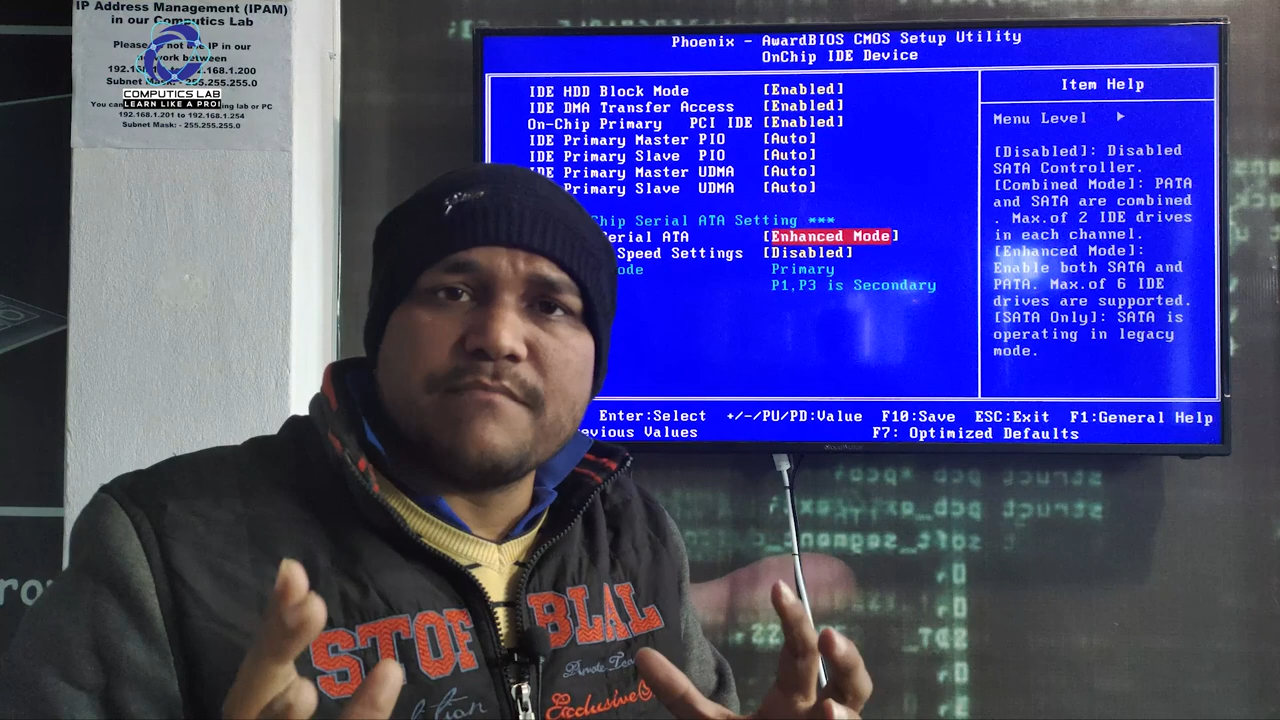 IP Address Management (IPAM)
in our Computics Lab
Please not use IP in our
network between
192.168.1.200
Subnet Mask: - 255.255.255.0
You can lab or PC
192.168.1.201 to 192.168.1.254
Subnet Mask: - 255.255.255.0
COMPUTICS LAB
LEARN LIKE A PRO!
Phoenix - AwardBIOS CMOS Setup Utility
OnChip IDE Device
IDE HDD Block Mode [Enabled]
IDE DMA Transfer Access [Enabled]
On-Chip Primary PCI IDE [Enabled]
IDE Primary Master PIO [Auto]
IDE Primary Slave PIO [Auto]
IDE Primary Master UDMA [Auto]
Primary Slave UDMA [Auto]
Chip Serial ATA Setting ***
Serial ATA [Enhanced Mode]
Speed Settings [Disabled]
ode Primary
P1,P3 is Secondary
Item Help
Menu Level ▶
[Disabled]: Disabled
SATA Controller.
[Combined Mode]: PATA
and SATA are combined
. Max.of 2 IDE drives
in each channel.
[Enhanced Mode]:
Enable both SATA and
PATA. Max.of 6 IDE
drives are supported.
[SATA Only]: SATA is
operating in legacy
mode.
Enter:Select +/-/PU/PD:Value F10:Save ESC:Exit F1:General Help
evious Values F7: Optimized Defaults
STOF BLAL
Exclusive